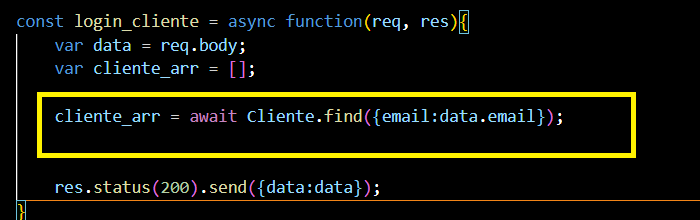 const login_cliente = async function(req, res){
var data = req.body;
var cliente_arr = [];
cliente_arr = await Cliente.find({email:data.email});
res.status(200).send({data:data});
}